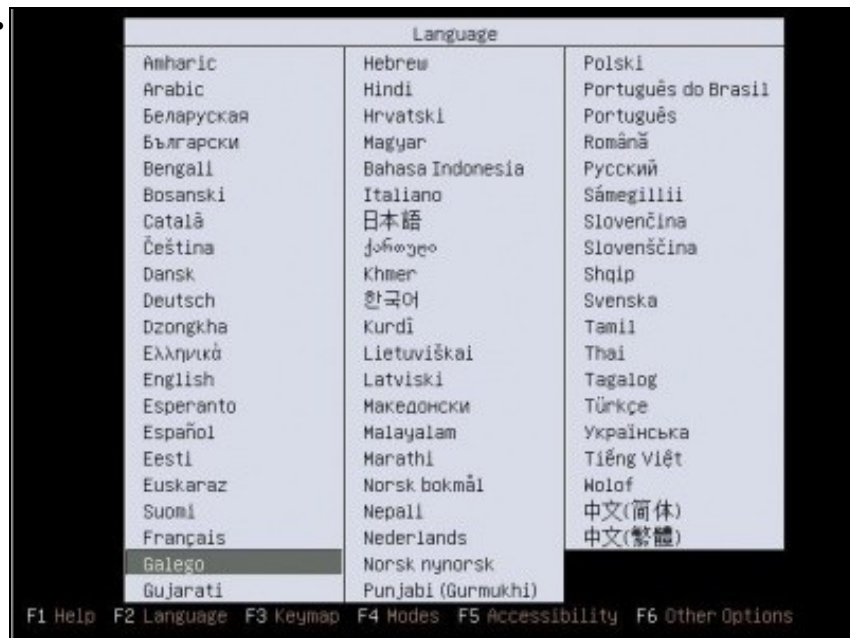 Language
Amharic
Arabic
Беларуская
Български
Bengali
Bosanski
Català
Čeština
Dansk
Deutsch
Dzongkha
Ελληνικά
English
Esperanto
Español
Eesti
Euskaraz
Suomi
Français
Galego
Gujarati
Hebrew
Hindi
Hrvatski
Magyar
Bahasa Indonesia
Italiano
日本語
ქართული
Khmer
한국어
Kurdî
Lietuviškai
Latviski
Македонски
Malayalam
Marathi
Norsk bokmål
Nepali
Nederlands
Norsk nynorsk
Punjabi (Gurmukhi)
Polski
Português do Brasil
Português
Română
Русский
Sámegillii
Slovenčina
Slovenščina
Shqip
Svenska
Tamil
Thai
Tagalog
Türkçe
Українська
Tiếng Việt
Wolof
中文(简体)
中文(繁體)
F1 Help F2 Language F3 Keymap F4 Modes F5 Accessibility F6 Other Options